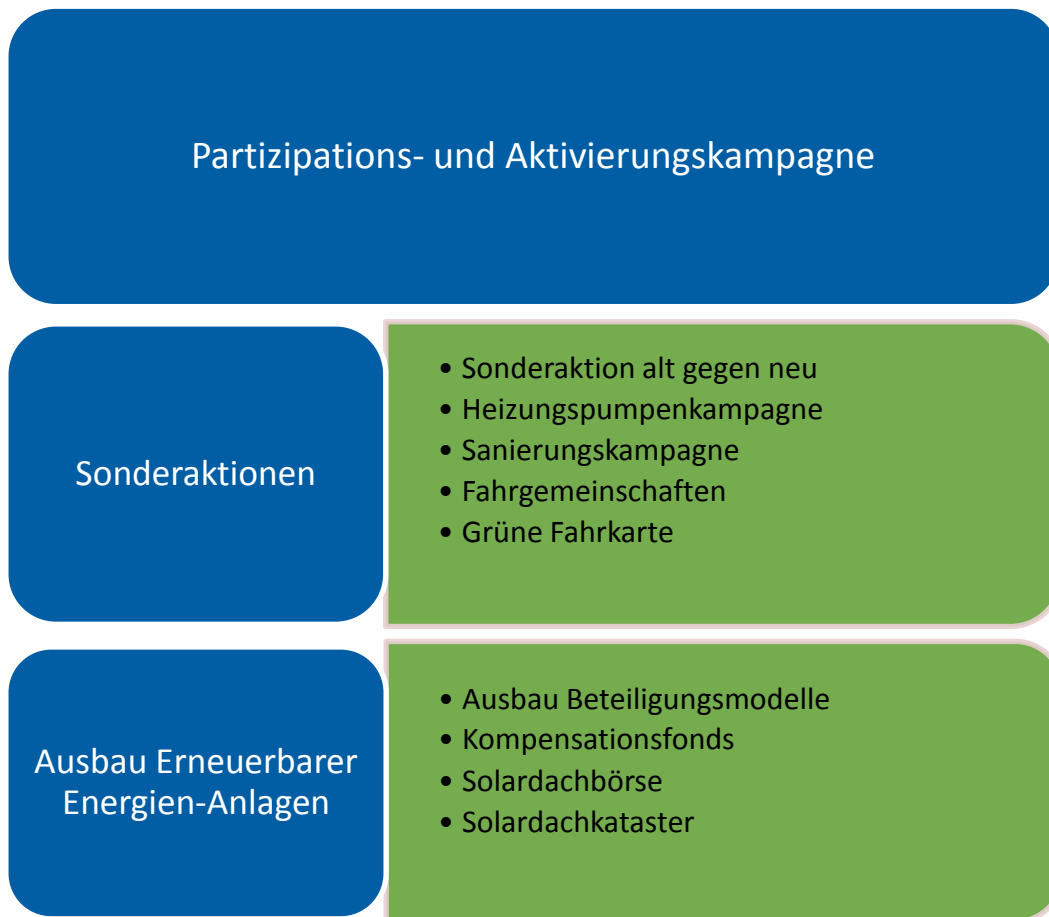 Partizipations- und Aktivierungskampagne
Sonderaktionen
• Sonderaktion alt gegen neu
• Heizungspumpenkampagne
• Sanierungskampagne
• Fahrgemeinschaften
• Grüne Fahrkarte
Ausbau Erneuerbarer
Energien-Anlagen
• Ausbau Beteiligungsmodelle
• Kompensationsfonds
• Solardachbörse
• Solardachkataster